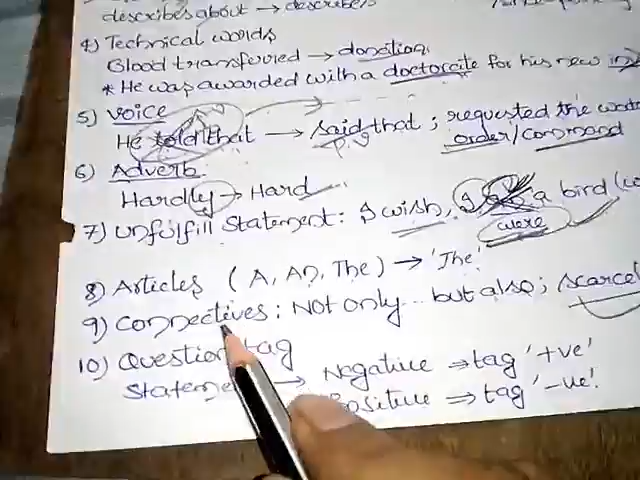 describes about → describes
4) Technical words
Blood transferred → donation
* He was awarded with a doctorate for his new
5) Voice
He told that → said that ; requested the
P.V order/command
6) Adverb
Hardly → Hard
7) Unfulfill Statement : I wish, I a bird
were
8) Articles (A, An, The) → 'The'
9) Connectives : Not only... but also ;
10) Question tag
→ Negative ⇒ tag '+ve'
⇒ tag '-ve'